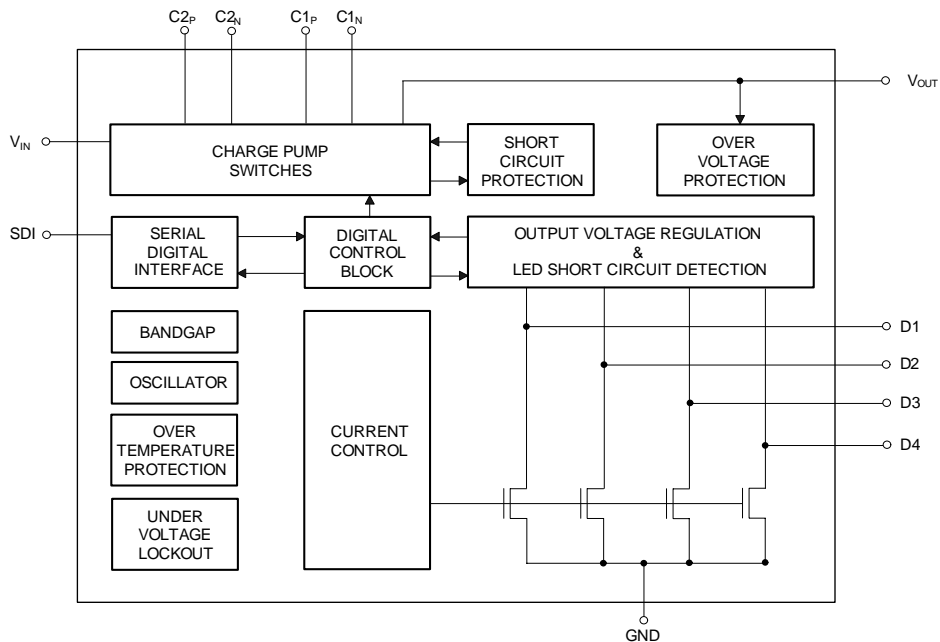 C2P C2N C1P C1N
VOUT
VIN
CHARGE PUMP
SWITCHES
SHORT
CIRCUIT
PROTECTION
OVER
VOLTAGE
PROTECTION
SDI
SERIAL
DIGITAL
INTERFACE
DIGITAL
CONTROL
BLOCK
OUTPUT VOLTAGE REGULATION
&
LED SHORT CIRCUIT DETECTION
BANDGAP
OSCILLATOR
OVER
TEMPERATURE
PROTECTION
UNDER
VOLTAGE
LOCKOUT
CURRENT
CONTROL
D1
D2
D3
D4
GND